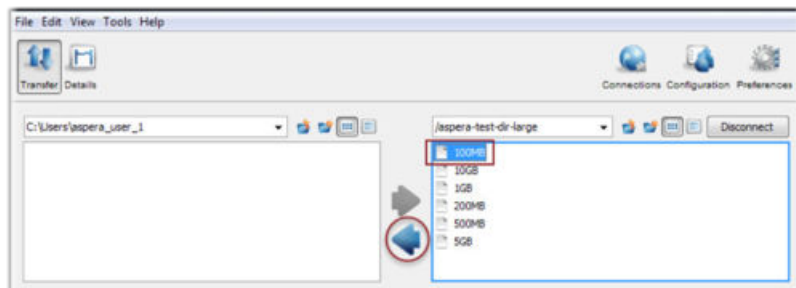 File Edit View Tools Help
Transfer Details
Connections Configuration Preferences
C:\Users\aspera_user_1
/aspera-test-dir-large
Disconnect
100MB
10GB
1GB
200MB
500MB
5GB